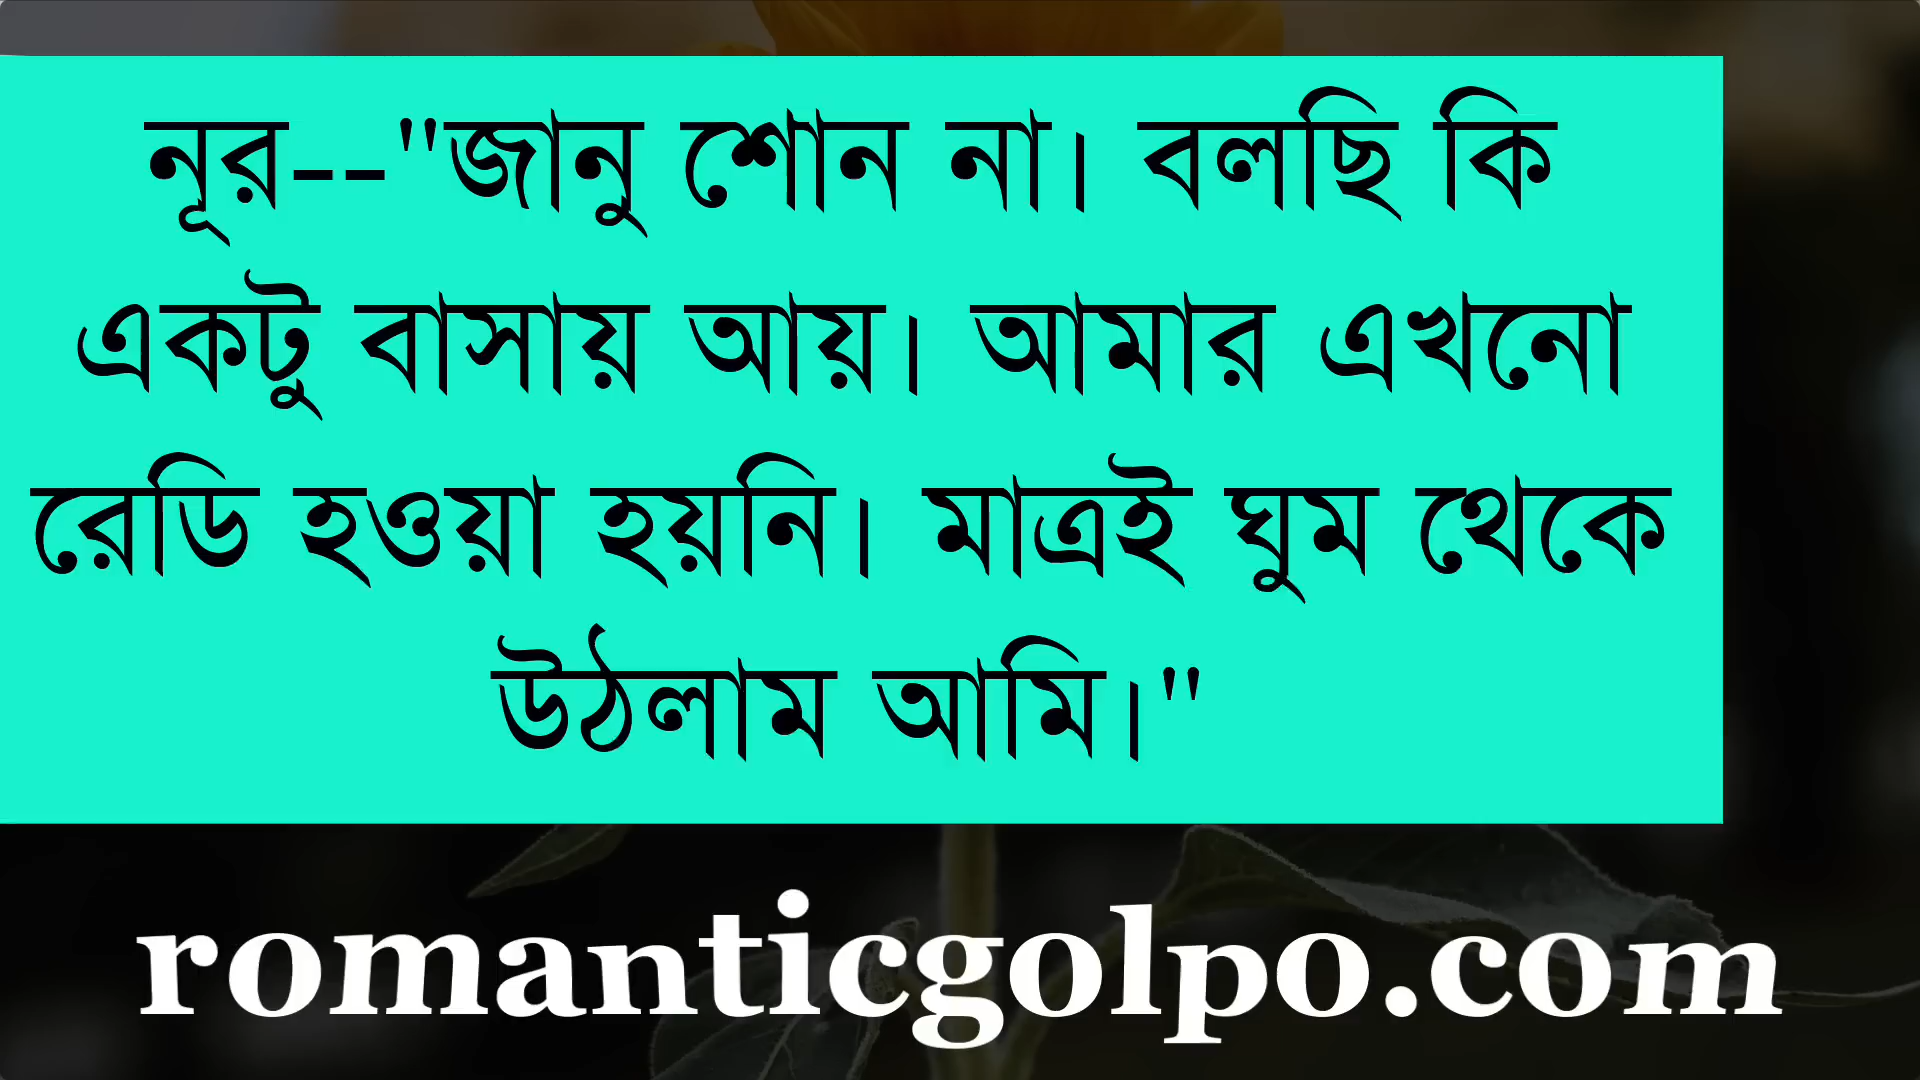 নূর--"জানু শোন না। বলছি কি
একটু বাসায় আয়। আমার এখনো
রেডি হওয়া হয়নি। মাত্রই ঘুম থেকে
উঠলাম আমি।"
romanticgolpo.com